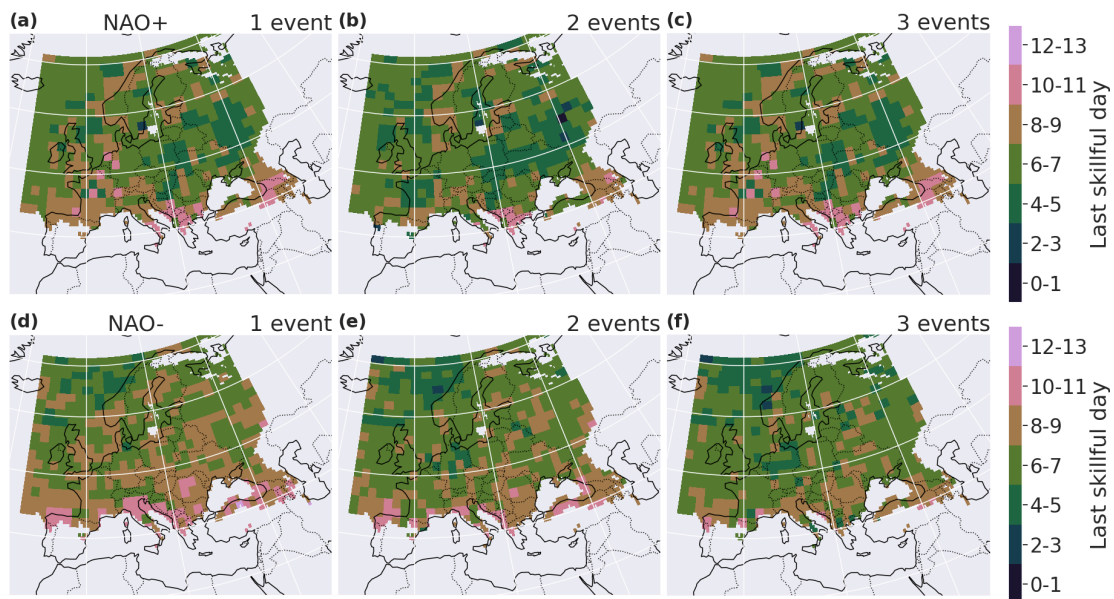 (a) NAO+ 1 event
(b) 2 events
(c) 3 events
12-13
10-11
8-9
6-7
4-5
2-3
0-1
Last skillful day
(d) NAO- 1 event
(e) 2 events
(f) 3 events
12-13
10-11
8-9
6-7
4-5
2-3
0-1
Last skillful day